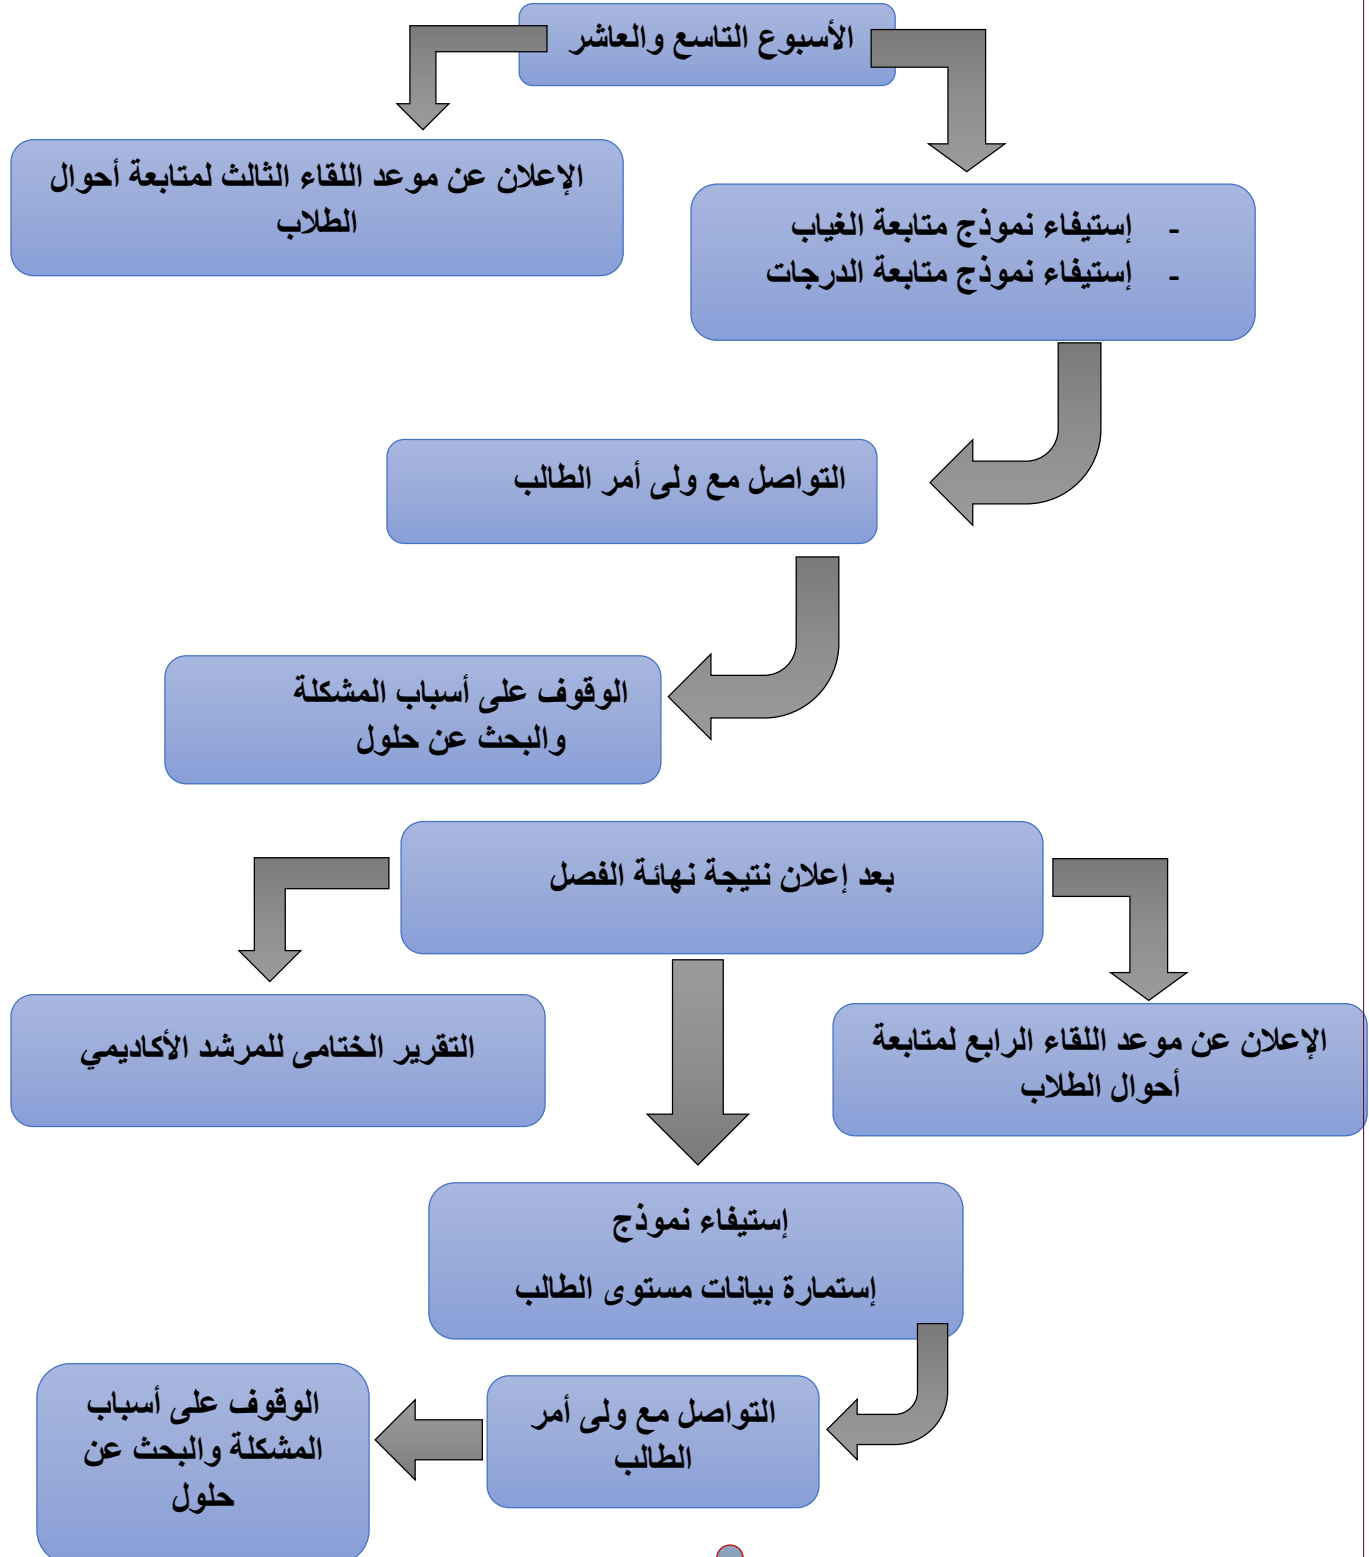 الأسبوع التاسع والعاشر
الإعلان عن موعد اللقاء الثالث لمتابعة أحوال
الطلاب
- إستيفاء نموذج متابعة الغياب
- إستيفاء نموذج متابعة الدرجات
التواصل مع ولى أمر الطالب
الوقوف على أسباب المشكلة
والبحث عن حلول
بعد إعلان نتيجة نهائة الفصل
الإعلان عن موعد اللقاء الرابع لمتابعة
أحوال الطلاب
التقرير الختامى للمرشد الأكاديمي
إستيفاء نموذج
إستمارة بيانات مستوى الطالب
التواصل مع ولى أمر
الطالب
الوقوف على أسباب
المشكلة والبحث عن
حلول